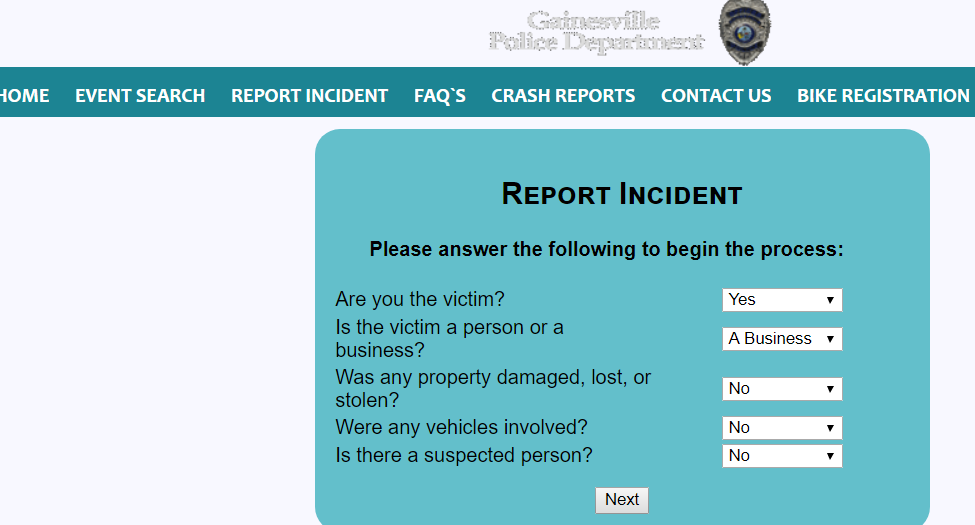 Gainesville
Police Department
HOME EVENT SEARCH REPORT INCIDENT FAQ`S CRASH REPORTS CONTACT US BIKE REGISTRATION
REPORT INCIDENT
Please answer the following to begin the process:
Are you the victim? Yes
Is the victim a person or a
business? A Business
Was any property damaged, lost, or
stolen? No
Were any vehicles involved? No
Is there a suspected person? No
Next